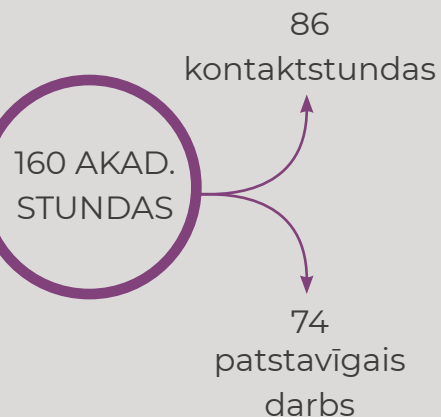 86
kontaktstundas
160 AKAD.
STUNDAS
74
patstavīgais
darbs